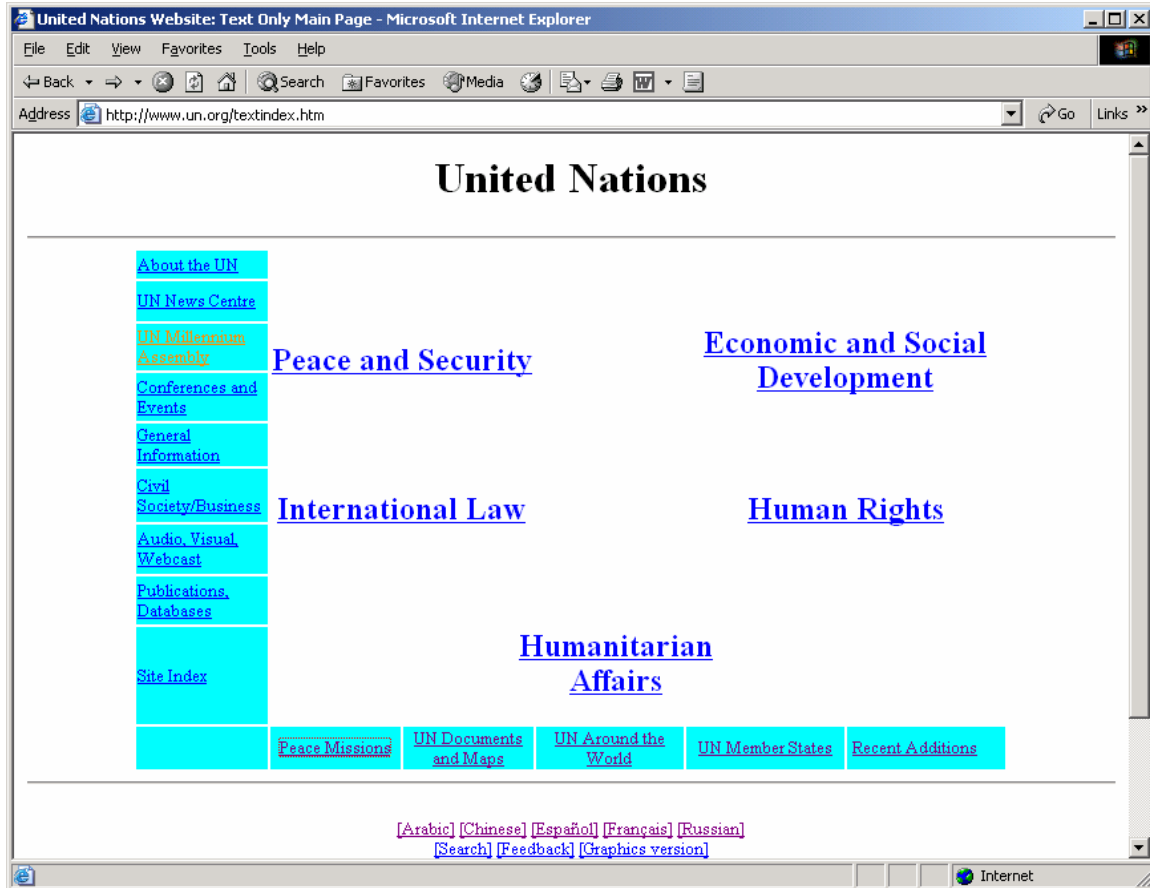 United Nations Website: Text Only Main Page - Microsoft Internet Explorer
File Edit View Favorites Tools Help
Back Search Favorites Media
Address http://www.un.org/textindex.htm Go Links »
United Nations
About the UN
UN News Centre
UN Millennium
Assembly
Conferences and
Events
General
Information
Civil
Society/Business
Audio, Visual,
Webcast
Publications,
Databases
Site Index
Peace and Security
Economic and Social
Development
International Law
Human Rights
Humanitarian
Affairs
Peace Missions
UN Documents
and Maps
UN Around the
World
UN Member States
Recent Additions
[Arabic] [Chinese] [Español] [Français] [Russian]
[Search] [Feedback] [Graphics version]
Internet